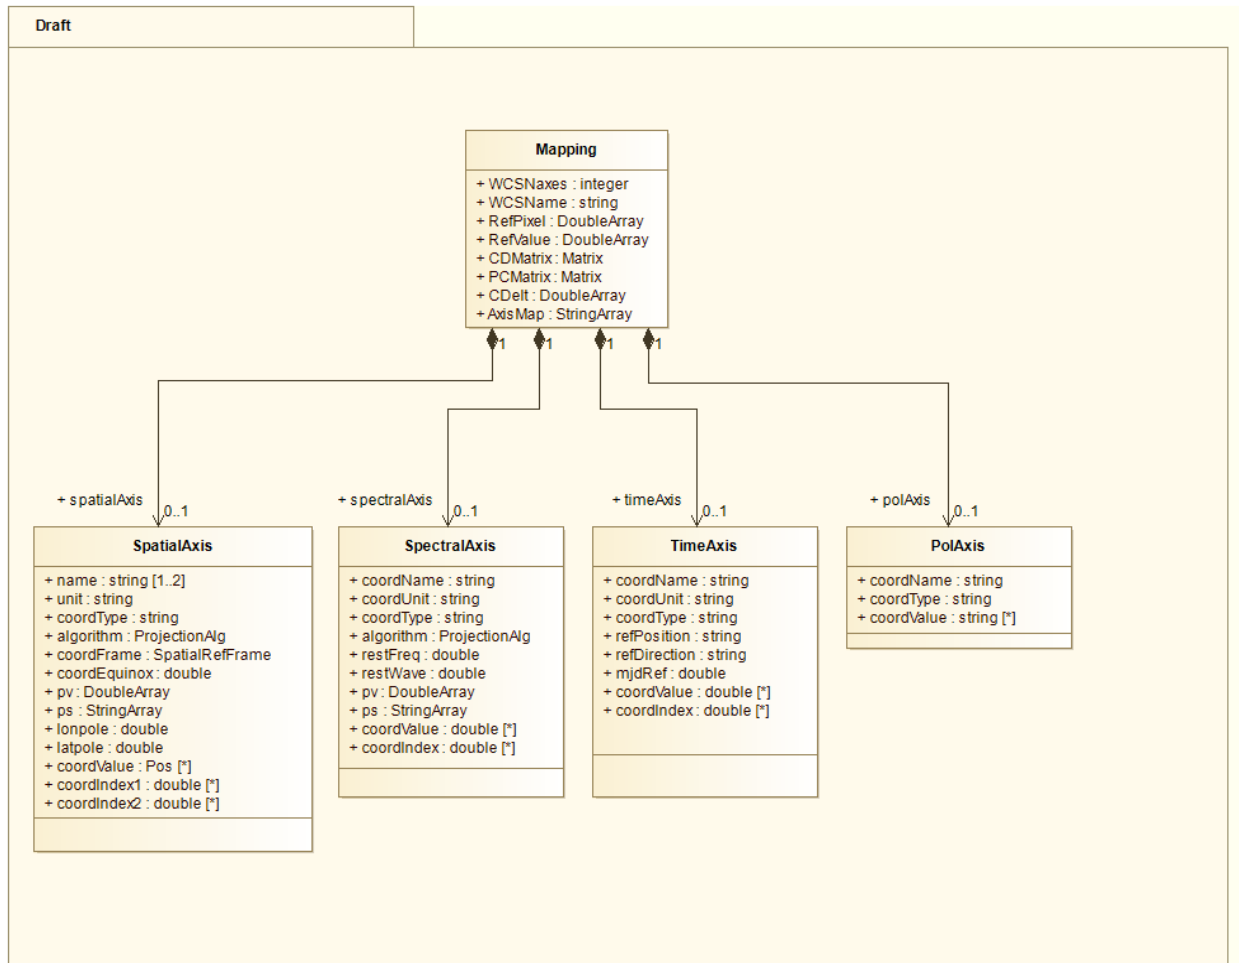 Draft
Mapping
+ WCSNaxes : integer
+ WCSName : string
+ RefPixel : DoubleArray
+ RefValue : DoubleArray
+ CDMatrix : Matrix
+ PCMatrix : Matrix
+ CDelt : DoubleArray
+ AxisMap : StringArray
1 1 1 1
+ spatialAxis 0..1
+ spectralAxis 0..1
+ timeAxis 0..1
+ polAxis 0..1
SpatialAxis
+ name : string [1..2]
+ unit : string
+ coordType : string
+ algorithm : ProjectionAlg
+ coordFrame : SpatialRefFrame
+ coordEquinox : double
+ pv : DoubleArray
+ ps : StringArray
+ lonpole : double
+ latpole : double
+ coordValue : Pos [*]
+ coordIndex1 : double [*]
+ coordIndex2 : double [*]
SpectralAxis
+ coordName : string
+ coordUnit : string
+ coordType : string
+ algorithm : ProjectionAlg
+ restFreq : double
+ restWave : double
+ pv : DoubleArray
+ ps : StringArray
+ coordValue : double [*]
+ coordIndex : double [*]
TimeAxis
+ coordName : string
+ coordUnit : string
+ coordType : string
+ refPosition : string
+ refDirection : string
+ mjdRef : double
+ coordValue : double [*]
+ coordIndex : double [*]
PolAxis
+ coordName : string
+ coordType : string
+ coordValue : string [*]